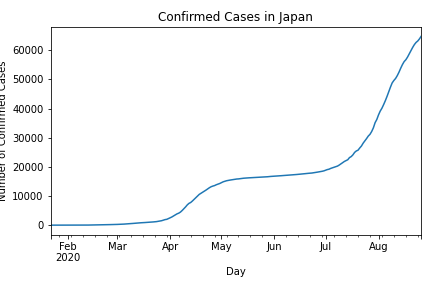 Confirmed Cases in Japan
Number of Confirmed Cases
60000
50000
40000
30000
20000
10000
0
Feb
2020
Mar
Apr
May
Jun
Jul
Aug
Day